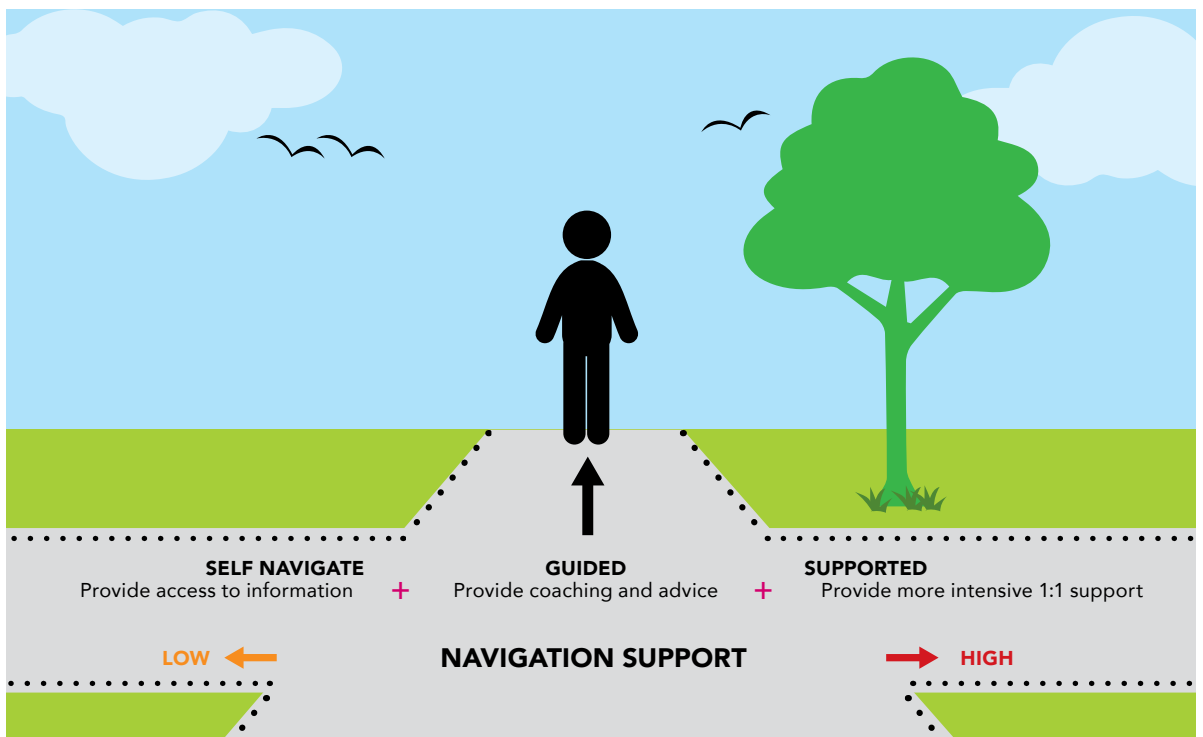 SELF NAVIGATE
Provide access to information
+
GUIDED
Provide coaching and advice
+
SUPPORTED
Provide more intensive 1:1 support
LOW
NAVIGATION SUPPORT
HIGH